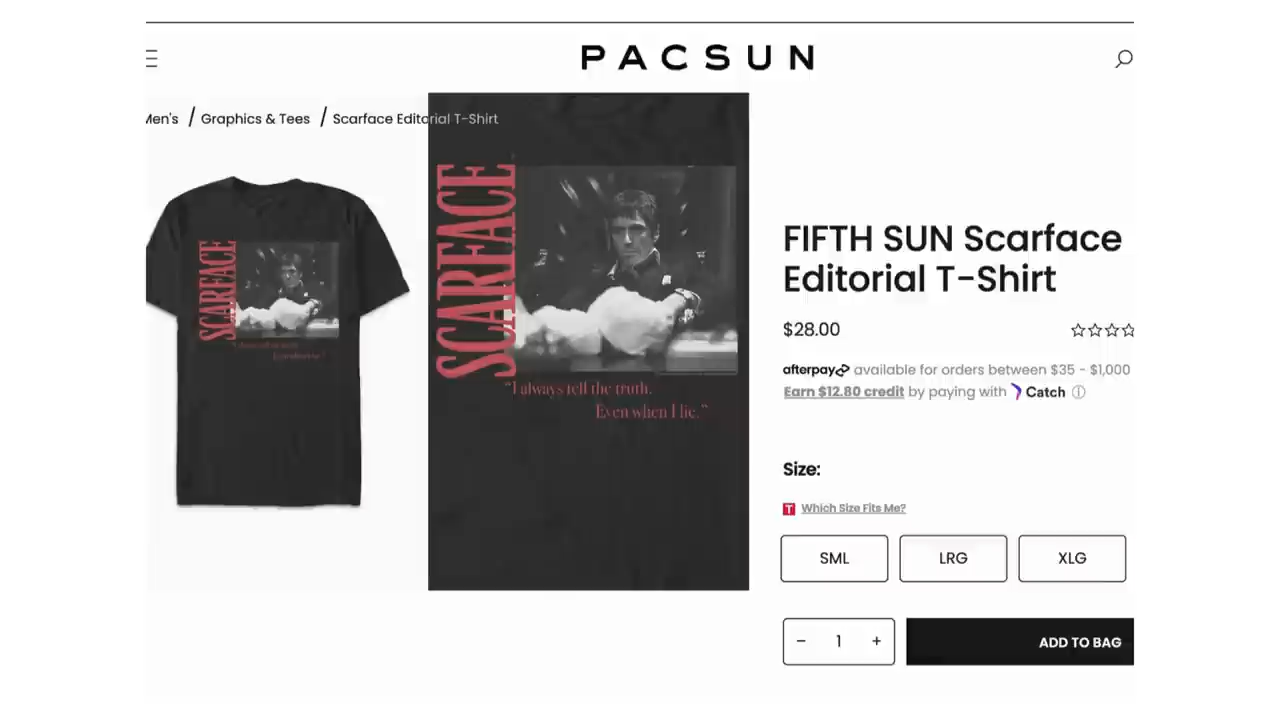 PACSUN
Men's / Graphics & Tees / Scarface Editorial T-Shirt
SCARFACE
SCARFACE
"I always tell the truth.
Even when I lie."
FIFTH SUN Scarface
Editorial T-Shirt
$28.00
afterpay available for orders between $35 - $1,000
Earn $12.80 credit by paying with Catch ⓘ
Size:
T Which Size Fits Me?
SML LRG XLG
− 1 +
ADD TO BAG